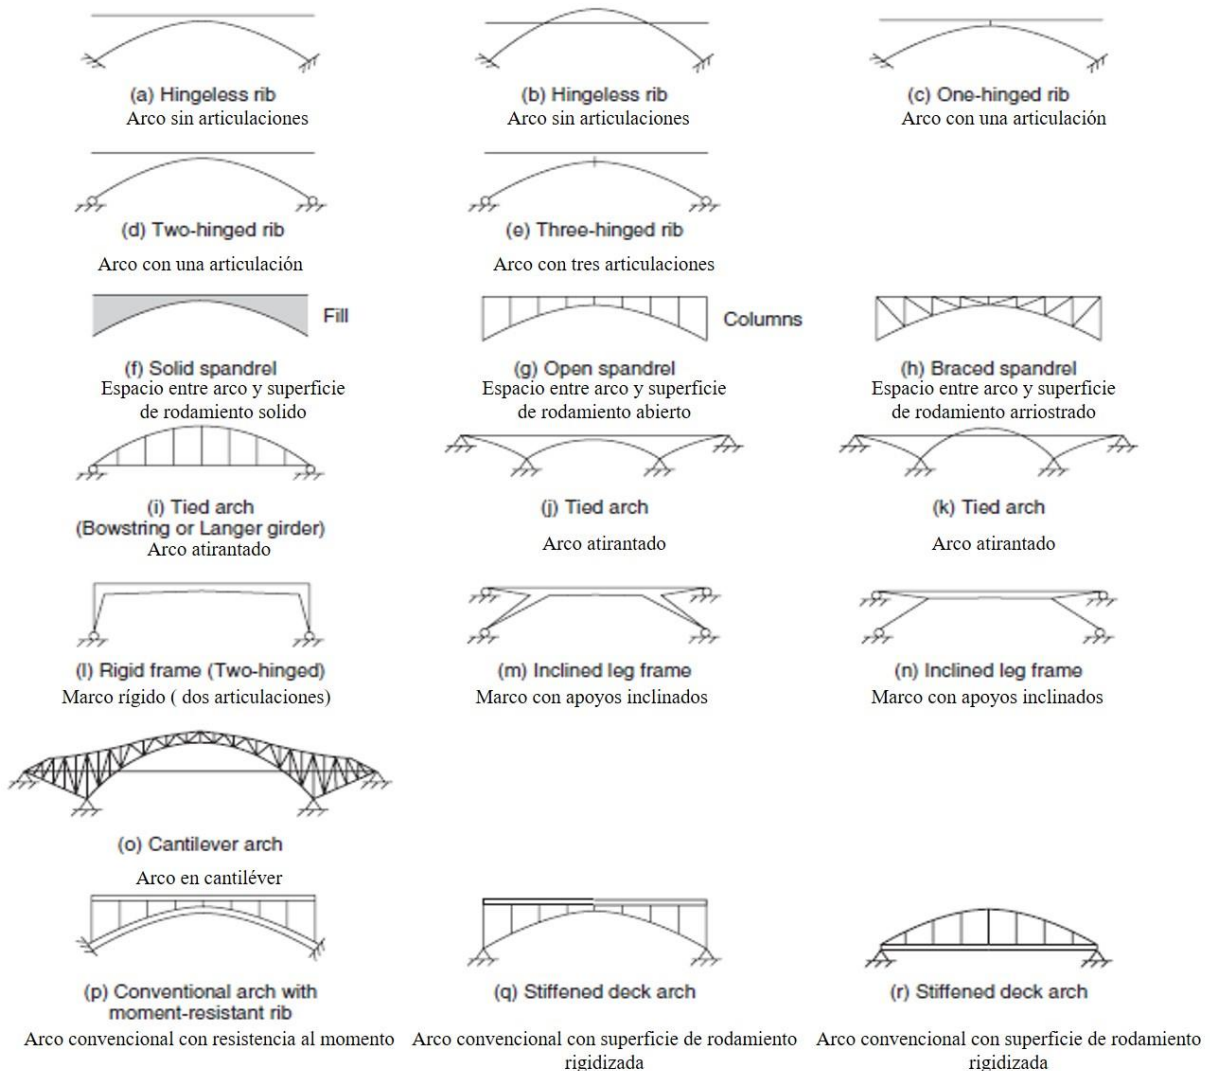 (a) Hingeless rib
Arco sin articulaciones
(b) Hingeless rib
Arco sin articulaciones
(c) One-hinged rib
Arco con una articulación
(d) Two-hinged rib
Arco con una articulación
(e) Three-hinged rib
Arco con tres articulaciones
Fill
(f) Solid spandrel
Espacio entre arco y superficie
de rodamiento solido
Columns
(g) Open spandrel
Espacio entre arco y superficie
de rodamiento abierto
(h) Braced spandrel
Espacio entre arco y superficie
de rodamiento arriostrado
(i) Tied arch
(Bowstring or Langer girder)
Arco atirantado
(j) Tied arch
Arco atirantado
(k) Tied arch
Arco atirantado
(l) Rigid frame (Two-hinged)
Marco rígido ( dos articulaciones)
(m) Inclined leg frame
Marco con apoyos inclinados
(n) Inclined leg frame
Marco con apoyos inclinados
(o) Cantilever arch
Arco en cantiléver
(p) Conventional arch with
moment-resistant rib
Arco convencional con resistencia al momento
(q) Stiffened deck arch
Arco convencional con superficie de rodamiento
rigidizada
(r) Stiffened deck arch
Arco convencional con superficie de rodamiento
rigidizada